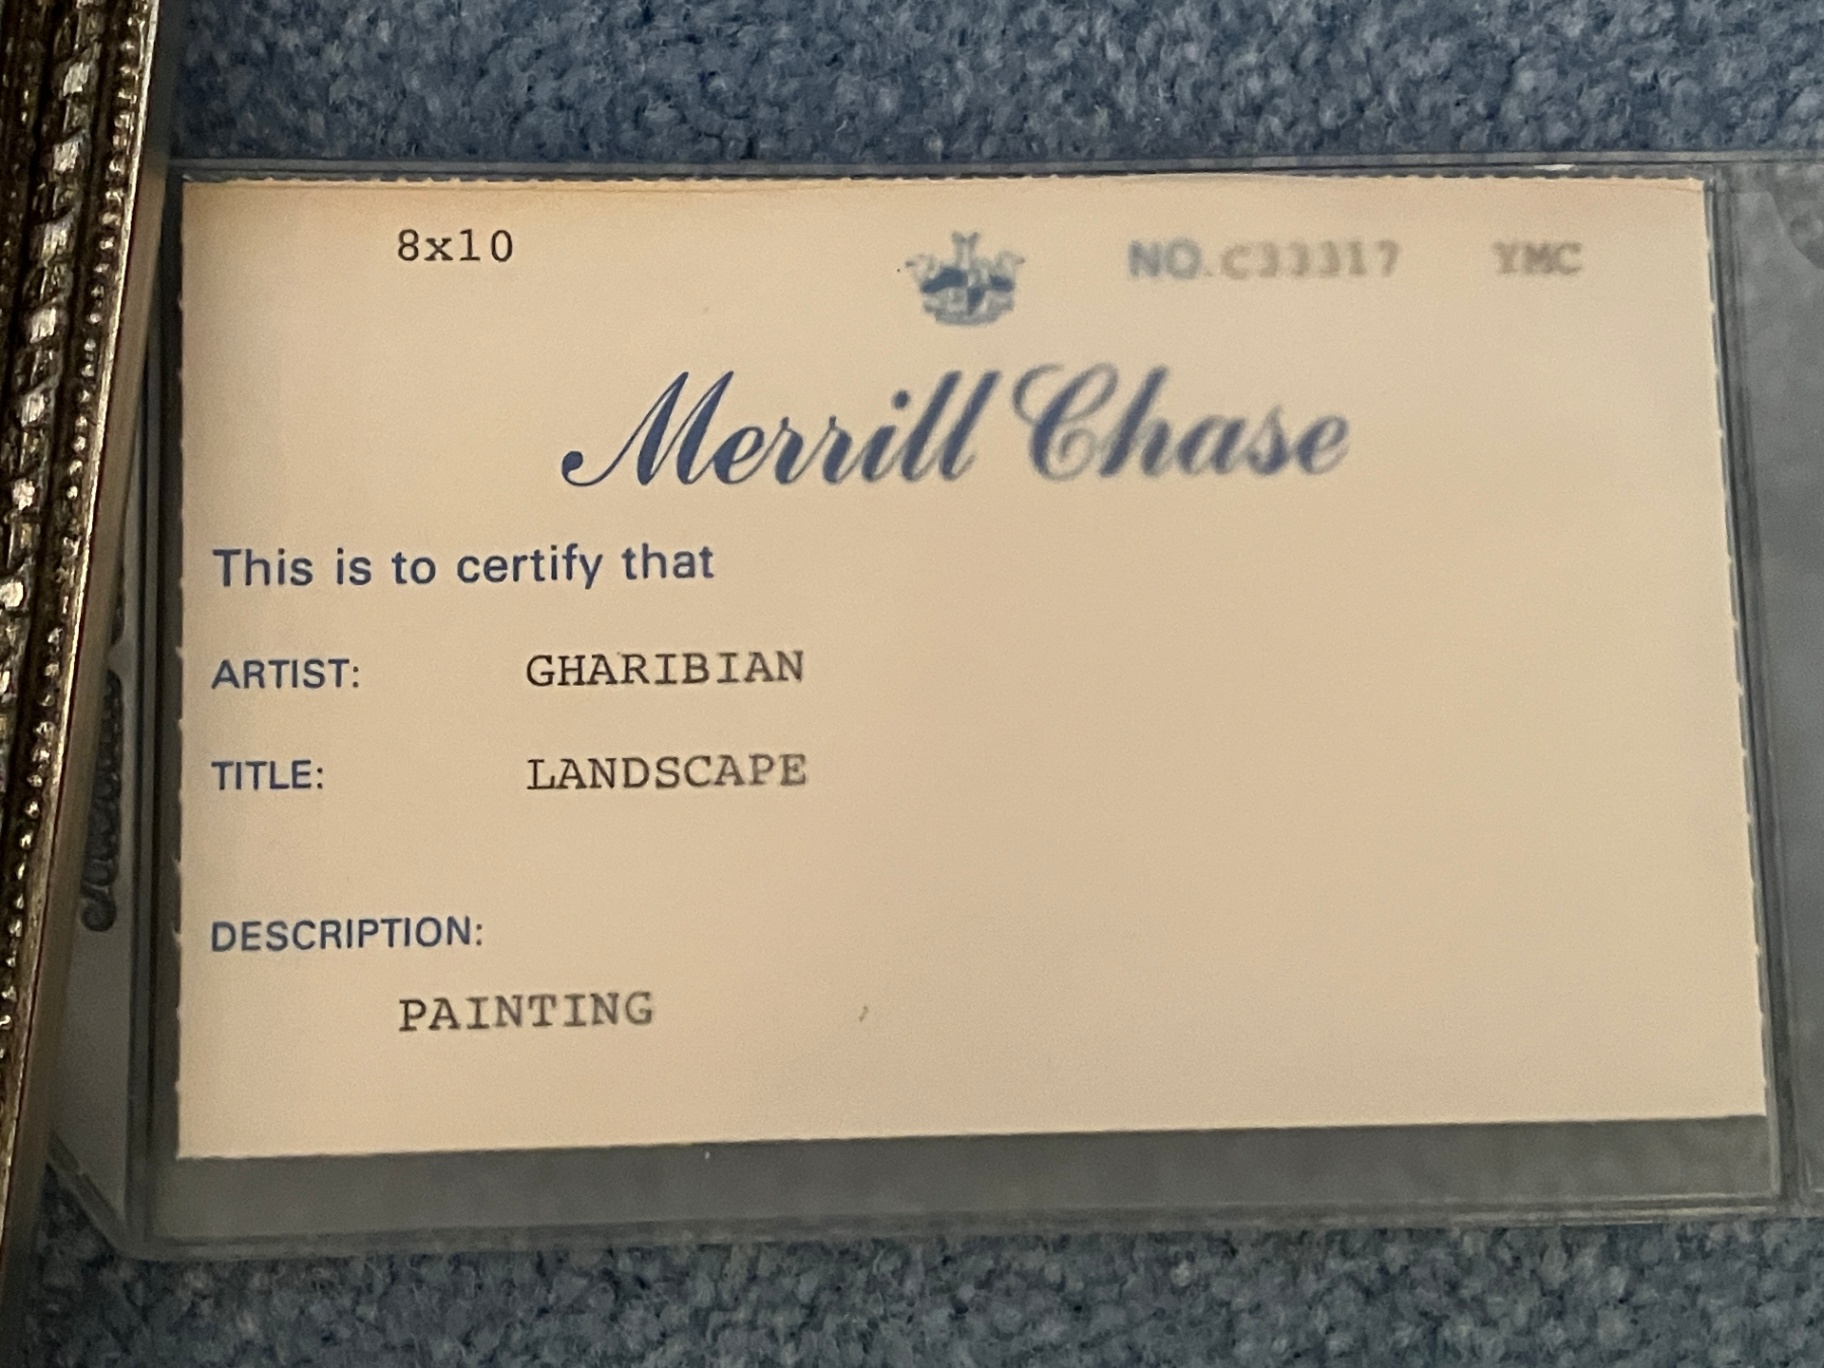 8x10 NO. C33317 YMC
Merrill Chase
This is to certify that
ARTIST: GHARIBIAN
TITLE: LANDSCAPE
DESCRIPTION:
PAINTING